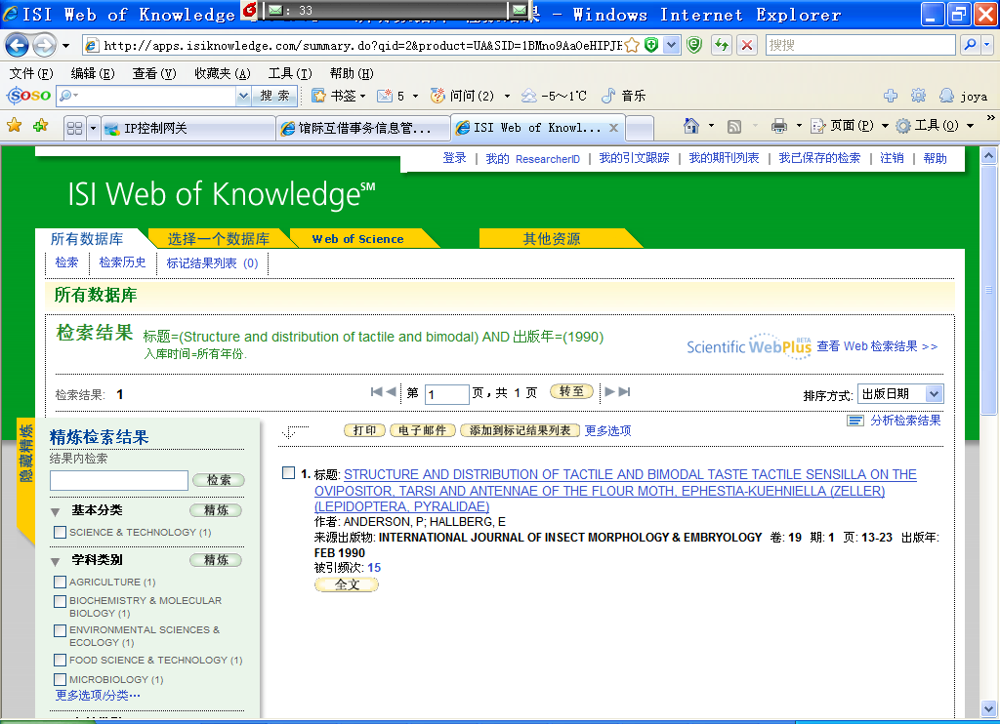 ISI Web of Knowledge
: 33
果 - Windows Internet Explorer
http://apps.isiknowledge.com/summary.do?qid=2&product=UA&SID=1BMno9AaOeHIPJH
搜搜
文件(F) 编辑(E) 查看(V) 收藏夹(A) 工具(T) 帮助(H)
SOSO 搜 索 书签 5 问问(2) -5～1℃ 音乐 joya
IP控制网关 馆际互借事务信息管... ISI Web of Knowl... 页面(P) 工具(O) »
登录 | 我的 ResearcherID | 我的引文跟踪 | 我的期刊列表 | 我已保存的检索 | 注销 | 帮助
ISI Web of Knowledge℠
所有数据库 选择一个数据库 Web of Science 其他资源
检索 检索历史 标记结果列表 (0)
所有数据库
检索结果 标题=(Structure and distribution of tactile and bimodal) AND 出版年=(1990)
入库时间=所有年份.
Scientific WebPlus BETA 查看 Web 检索结果 >>
检索结果: 1 第 1 页，共 1 页 转至 排序方式: 出版日期
分析检索结果
隐藏精炼
精炼检索结果
结果内检索
检索
基本分类 精炼
SCIENCE & TECHNOLOGY (1)
学科类别 精炼
AGRICULTURE (1)
BIOCHEMISTRY & MOLECULAR
BIOLOGY (1)
ENVIRONMENTAL SCIENCES &
ECOLOGY (1)
FOOD SCIENCE & TECHNOLOGY (1)
MICROBIOLOGY (1)
更多选项/分类...
打印 电子邮件 添加到标记结果列表 更多选项
1. 标题: STRUCTURE AND DISTRIBUTION OF TACTILE AND BIMODAL TASTE TACTILE SENSILLA ON THE
OVIPOSITOR, TARSI AND ANTENNAE OF THE FLOUR MOTH, EPHESTIA-KUEHNIELLA (ZELLER)
(LEPIDOPTERA, PYRALIDAE)
作者: ANDERSON, P; HALLBERG, E
来源出版物: INTERNATIONAL JOURNAL OF INSECT MORPHOLOGY & EMBRYOLOGY 卷: 19 期: 1 页: 13-23 出版年:
FEB 1990
被引频次: 15
全文